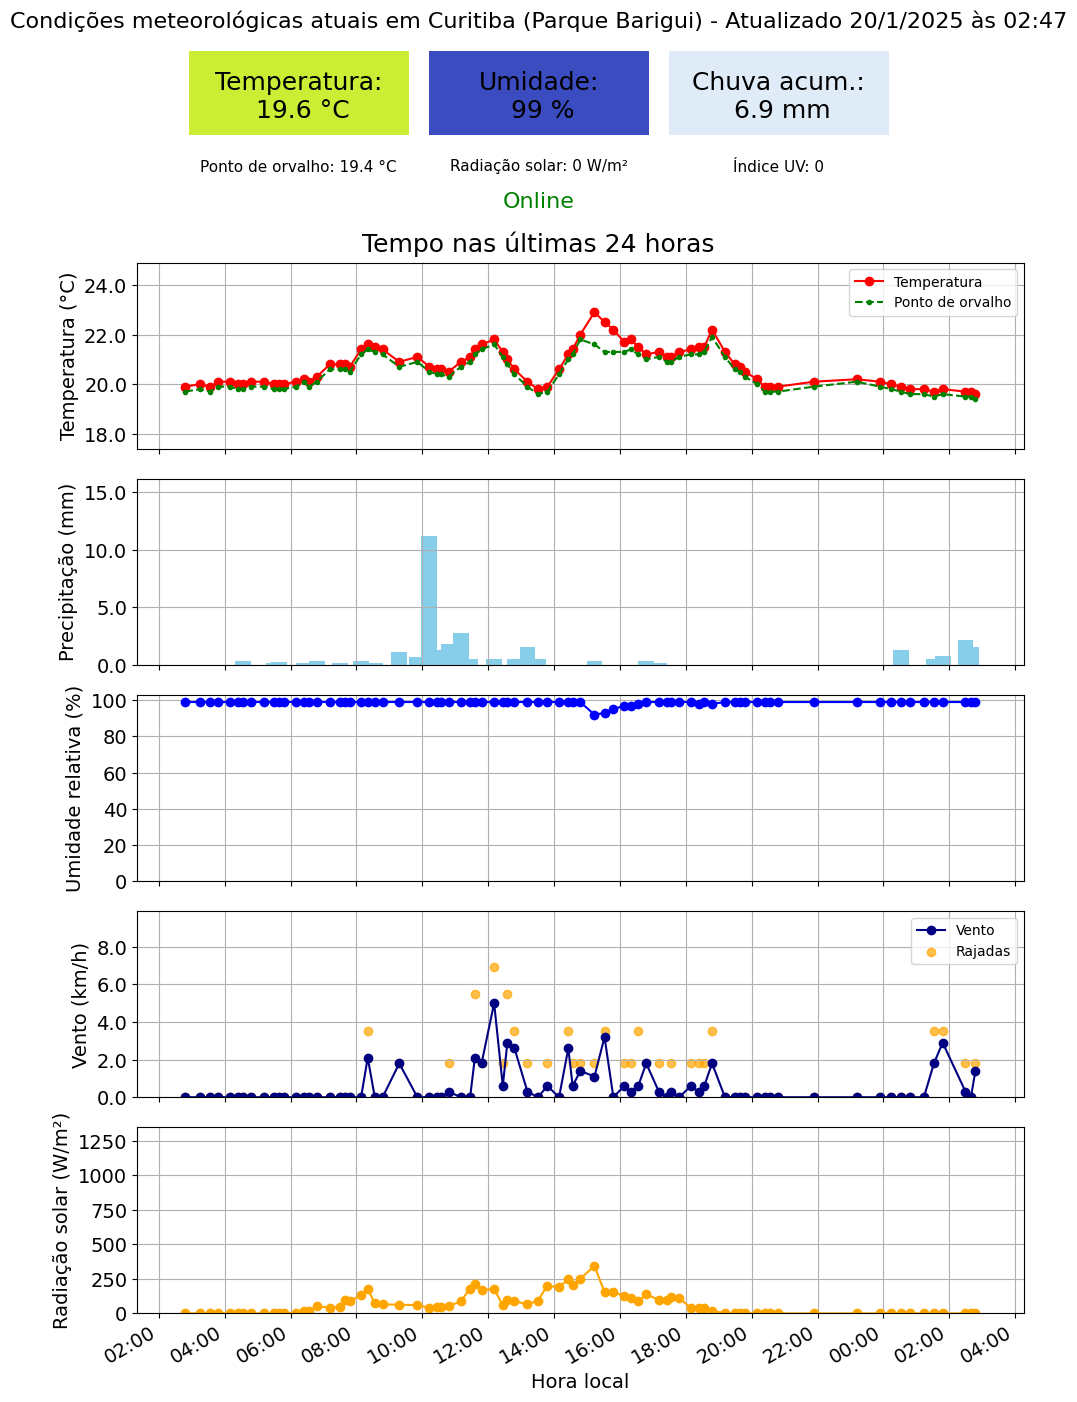 Condições meteorológicas atuais em Curitiba (Parque Barigui) - Atualizado 20/1/2025 às 02:47
Temperatura:
19.6 °C
Umidade:
99 %
Chuva acum.:
6.9 mm
Ponto de orvalho: 19.4 °C
Radiação solar: 0 W/m²
Índice UV: 0
Online
Tempo nas últimas 24 horas
Temperatura (°C)
24.0
22.0
20.0
18.0
Temperatura
Ponto de orvalho
Precipitação (mm)
15.0
10.0
5.0
0.0
Umidade relativa (%)
100
80
60
40
20
0
Vento (km/h)
8.0
6.0
4.0
2.0
0.0
Vento
Rajadas
Radiação solar (W/m²)
1250
1000
750
500
250
0
02:00
04:00
06:00
08:00
10:00
12:00
14:00
16:00
18:00
20:00
22:00
00:00
02:00
04:00
Hora local